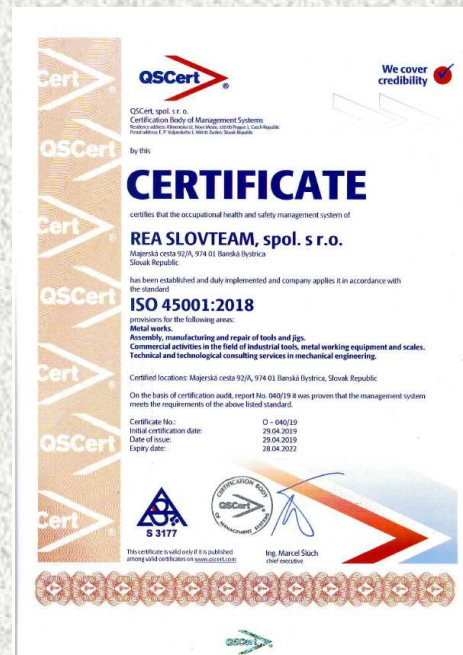 QSCert
®
We cover
credibility
QSCert, spol. s r. o.
Certification Body of Management Systems
by this
CERTIFICATE
certifies that the occupational health and safety management system of
REA SLOVTEAM, spol. s r.o.
Majerská cesta 92/A, 974 01 Banská Bystrica
Slovak Republic
has been established and duly implemented and company applies it in accordance with
the standard
ISO 45001:2018
provisions for the following areas:
Metal works.
Assembly, manufacturing and repair of tools and jigs.
Commercial activities in the field of industrial tools, metal working equipment and scales.
Technical and technological consulting services in mechanical engineering.
Certified locations: Majerská cesta 92/A, 974 01 Banská Bystrica, Slovak Republic
On the basis of certification audit, report No. 040/19 it was proven that the management system
meets the requirements of the above listed standard.
Certificate No.: O – 040/19
Initial certification date: 29.04.2019
Date of issue: 29.04.2019
Expiry date: 28.04.2022
CERTIFICATION BODY
QSCert
OF MANAGEMENT SYSTEMS
S 3177
This certificate is valid only if it is published
among valid certificates on www.qscert.com
Ing. Marcel Šlúch
chief executive
QSCert